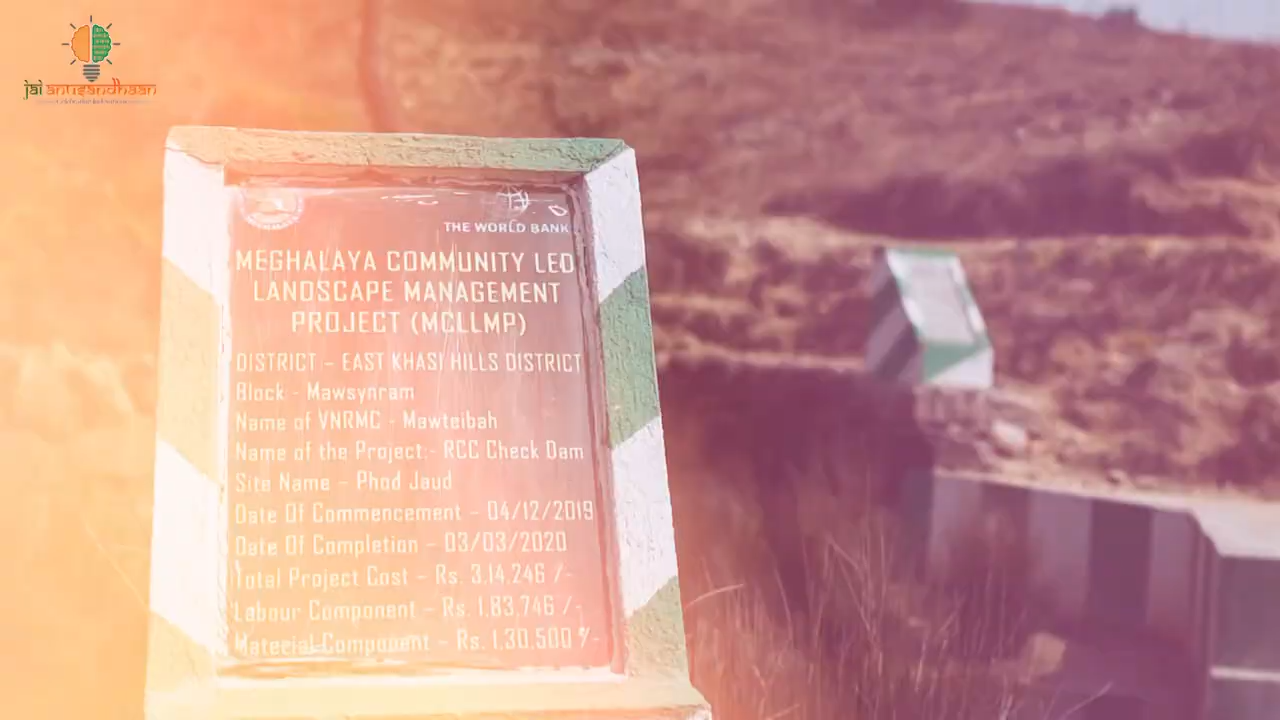 jai anusandhaan
THE WORLD BANK
MEGHALAYA COMMUNITY LED
LANDSCAPE MANAGEMENT
PROJECT (MCLLMP)
DISTRICT - EAST KHASI HILLS DISTRICT
Block - Mawsynram
Name of VNRMC - Mawteibah
Name of the Project:- RCC Check Dam
Site Name - Phod Jaud
Date Of Commencement - 04/12/2019
Date Of Completion - 03/03/2020
Total Project Cost - Rs. 3,14,246 /-
Labour Component - Rs. 1,83,746 /-
Material Component - Rs. 1,30,500 /-